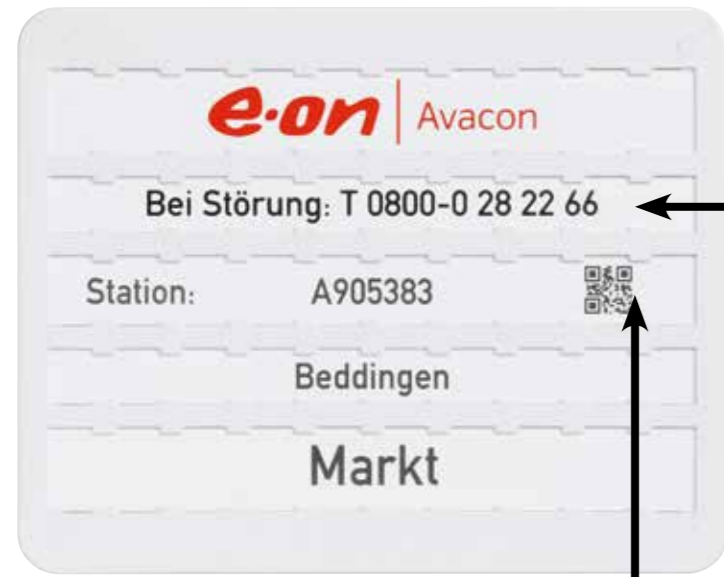 e·on | Avacon
Bei Störung: T 0800-0 28 22 66
Station: A905383
Beddingen
Markt